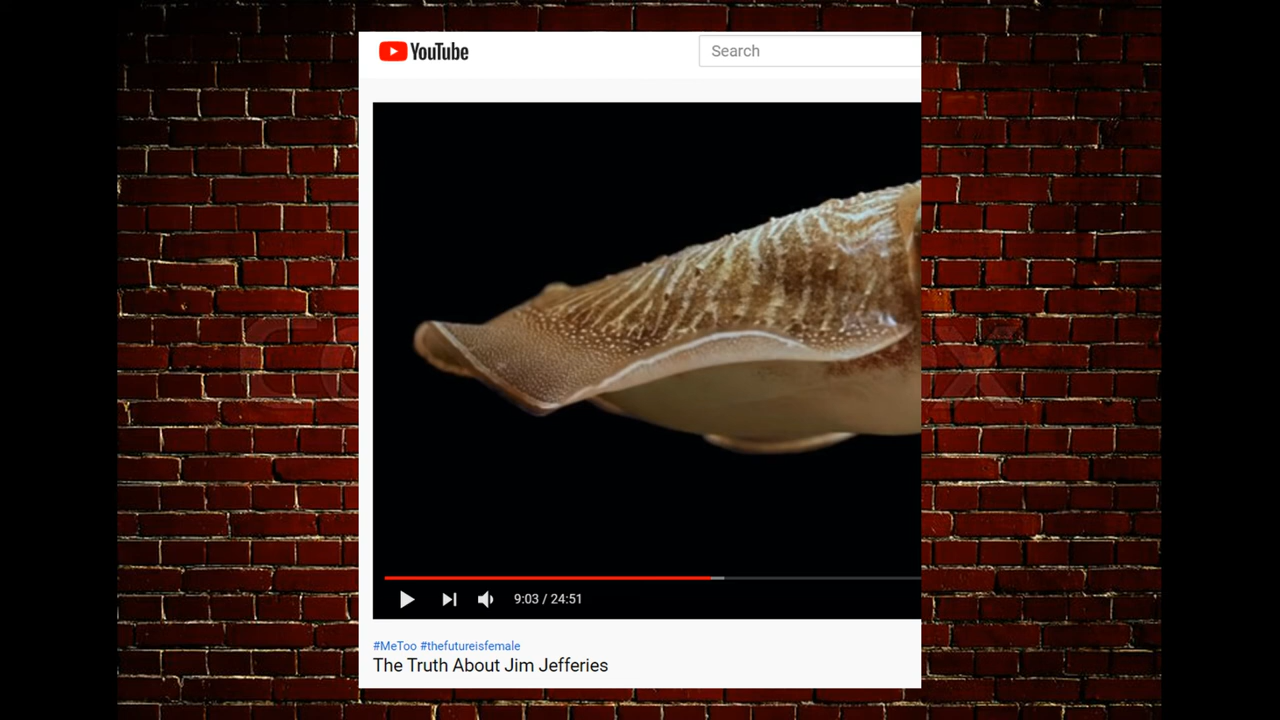 YouTube
Search
9:03 / 24:51
#MeToo #thefutureisfemale
The Truth About Jim Jefferies